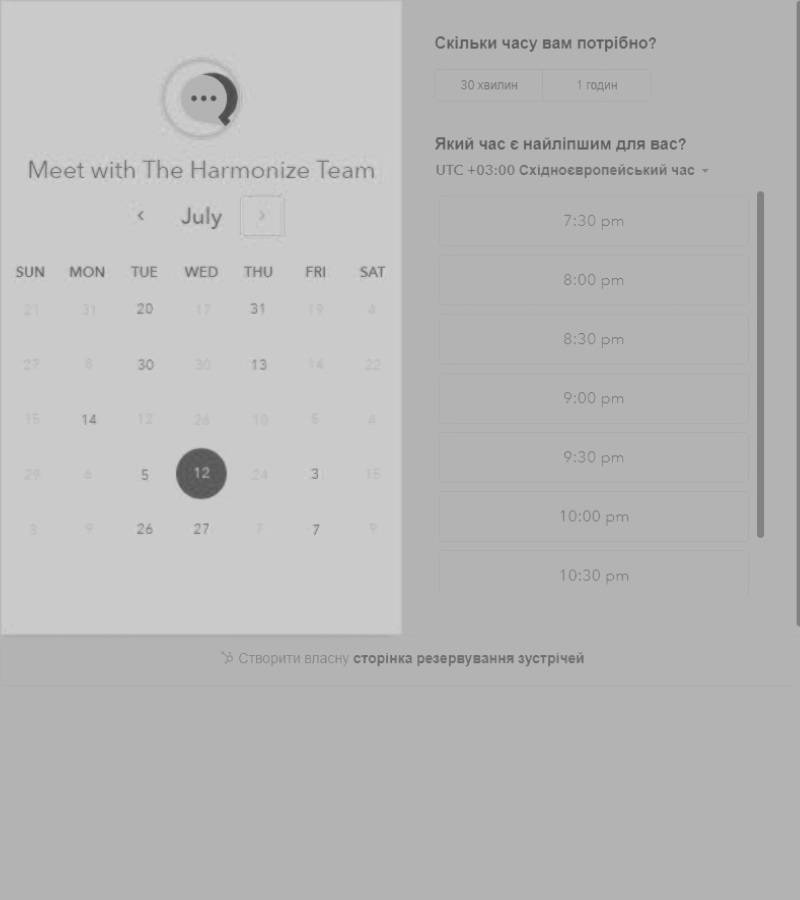 Meet with The Harmonize Team
July
SUN MON TUE WED THU FRI SAT
21 31 20 17 31 19 4
27 8 30 30 13 14 22
15 14 12 26 10 5 4
29 6 5 12 24 3 15
3 9 26 27 7 7 9
Скільки часу вам потрібно?
30 хвилин 1 годин
Який час є найліпшим для вас?
UTC +03:00 Східноєвропейський час
7:30 pm
8:00 pm
8:30 pm
9:00 pm
9:30 pm
10:00 pm
10:30 pm
Створити власну сторінка резервування зустрічей